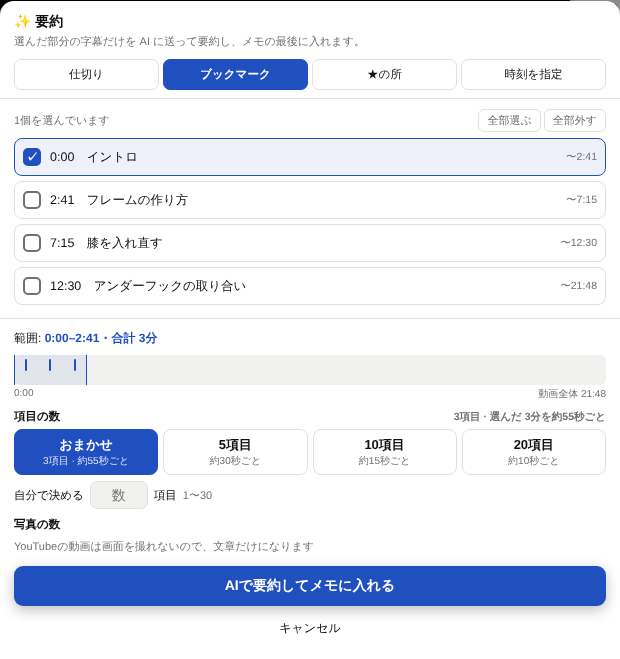 ✨ 要約
選んだ部分の字幕だけを AI に送って要約し、メモの最後に入れます。
仕切り ブックマーク ★の所 時刻を指定
1個を選んでいます 全部選ぶ 全部外す
✓ 0:00 イントロ 〜2:41
2:41 フレームの作り方 〜7:15
7:15 膝を入れ直す 〜12:30
12:30 アンダーフックの取り合い 〜21:48
範囲: 0:00–2:41・合計 3分
0:00 動画全体 21:48
項目の数 3項目 · 選んだ 3分を約55秒ごと
おまかせ 5項目 10項目 20項目
3項目 · 約55秒ごと 約30秒ごと 約15秒ごと 約10秒ごと
自分で決める 数 項目 1〜30
写真の数
YouTubeの動画は画面を撮れないので、文章だけになります
AIで要約してメモに入れる
キャンセル